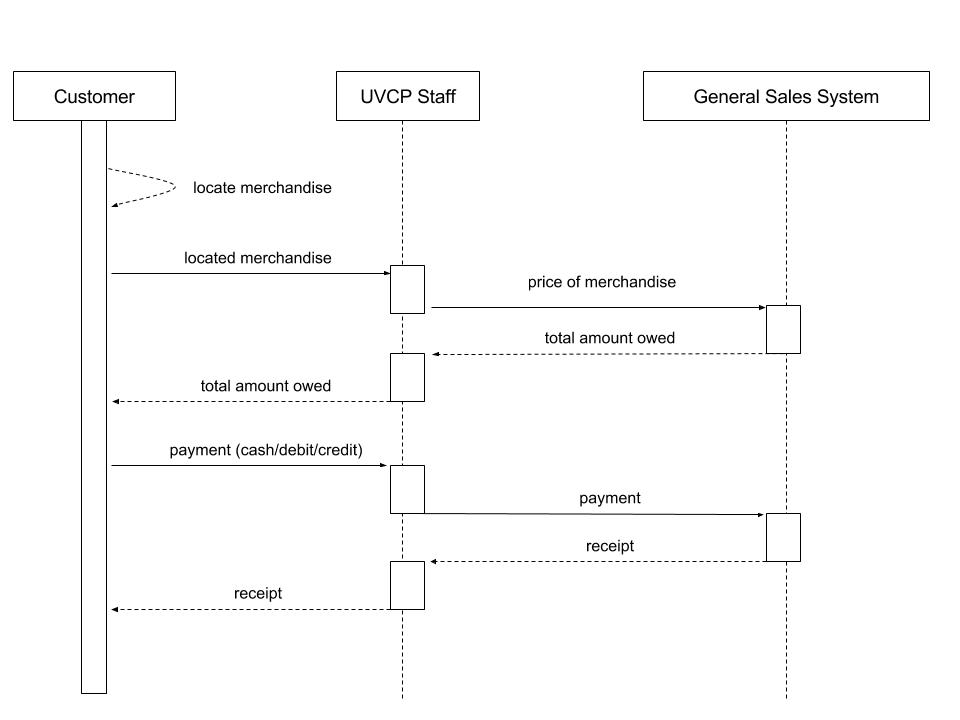 Customer
UVCP Staff
General Sales System
locate merchandise
located merchandise
price of merchandise
total amount owed
total amount owed
payment (cash/debit/credit)
payment
receipt
receipt